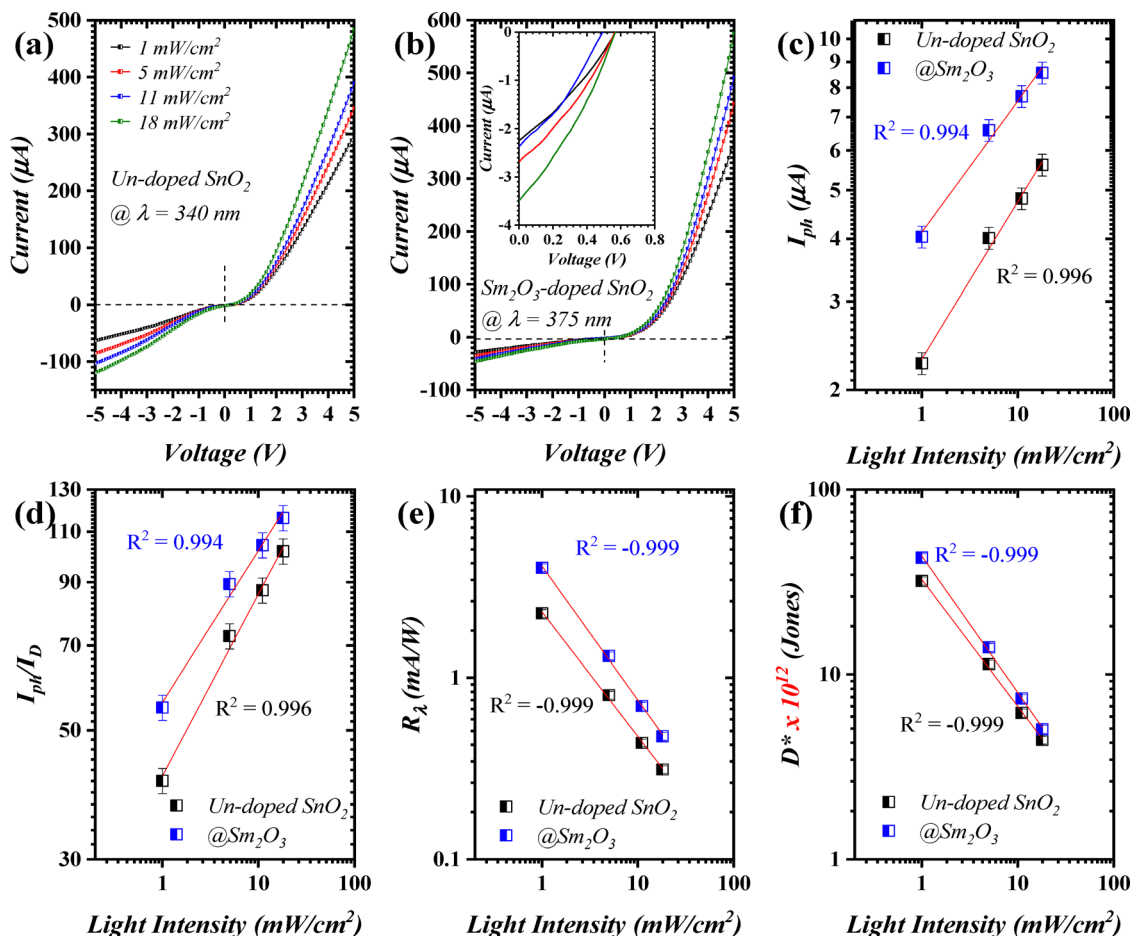 (a)
1 mW/cm²
5 mW/cm²
11 mW/cm²
18 mW/cm²
Un-doped SnO₂
@ λ = 340 nm
Current (μA)
500
400
300
200
100
0
-100
-5 -4 -3 -2 -1 0 1 2 3 4 5
Voltage (V)
(b)
Current (μA)
600
500
400
300
200
100
0
-100
-5 -4 -3 -2 -1 0 1 2 3 4 5
Voltage (V)
Current (μA)
0
-1
-2
-3
-4
0.0 0.2 0.4 0.6 0.8
Voltage (V)
Sm₂O₃-doped SnO₂
@ λ = 375 nm
(c)
Un-doped SnO₂
@Sm₂O₃
R² = 0.994
R² = 0.996
I_ph (μA)
10
9
8
7
6
5
4
3
2
1 10 100
Light Intensity (mW/cm²)
(d)
R² = 0.994
R² = 0.996
Un-doped SnO₂
@Sm₂O₃
I_ph/I_D
130
110
90
70
50
30
1 10 100
Light Intensity (mW/cm²)
(e)
R² = -0.999
R² = -0.999
Un-doped SnO₂
@Sm₂O₃
R_λ (mA/W)
10
1
0.1
1 10 100
Light Intensity (mW/cm²)
(f)
R² = -0.999
R² = -0.999
Un-doped SnO₂
@Sm₂O₃
D* x 10¹² (Jones)
100
10
1
1 10 100
Light Intensity (mW/cm²)